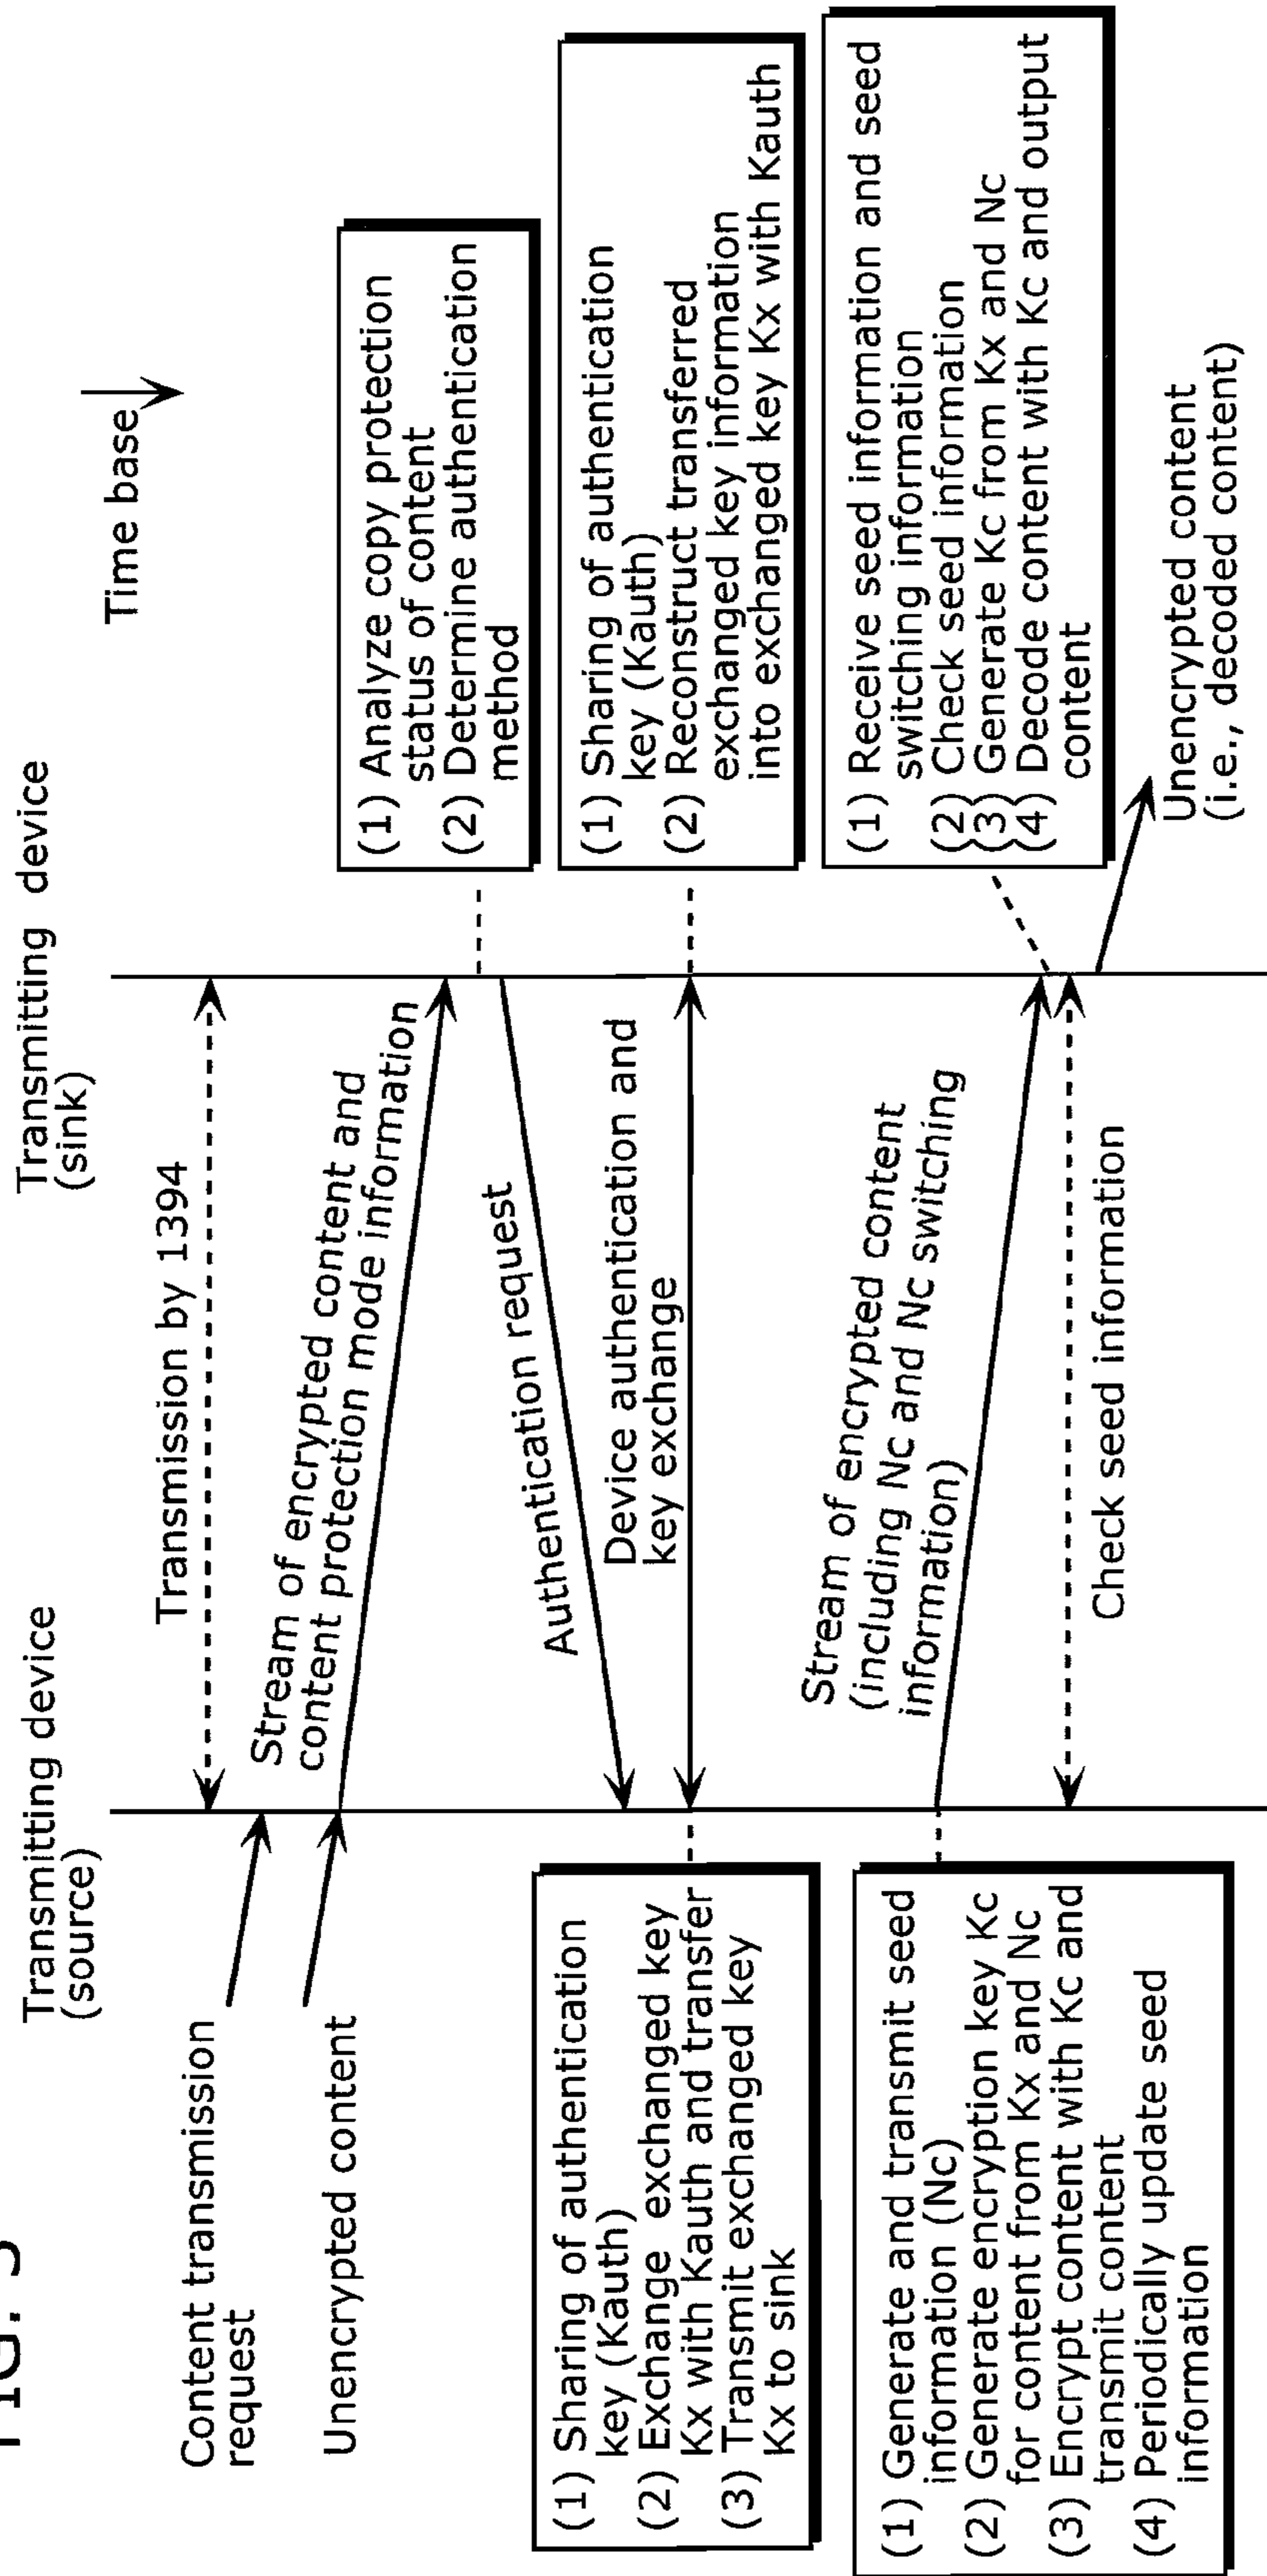 FIG. 3
Transmitting device
(source)
Transmitting  device
(sink)
Time base
Content transmission
request
Unencrypted content
Transmission by 1394
Stream of encrypted content and
content protection mode information
(1) Analyze copy protection
status of content
(2) Determine authentication
method
Authentication request
Device authentication and
key exchange
(1) Sharing of authentication
key (Kauth)
(2) Exchange  exchanged key
Kx with Kauth and transfer
(3) Transmit exchanged key
Kx to sink
(1) Sharing of authentication
key (Kauth)
(2) Reconstruct transferred
exchanged key information
into exchanged key Kx with Kauth
(1) Generate and transmit seed
information (Nc)
(2) Generate encryption key Kc
for content from Kx and Nc
(3) Encrypt content with Kc and
transmit content
(4) Periodically update seed
information
Stream of encrypted content
(including Nc and Nc switching
information)
Check seed information
(1) Receive seed information and seed
switching information
(2) Check seed information
(3) Generate Kc from Kx and Nc
(4) Decode content with Kc and output
content
Unencrypted content
(i.e., decoded content)